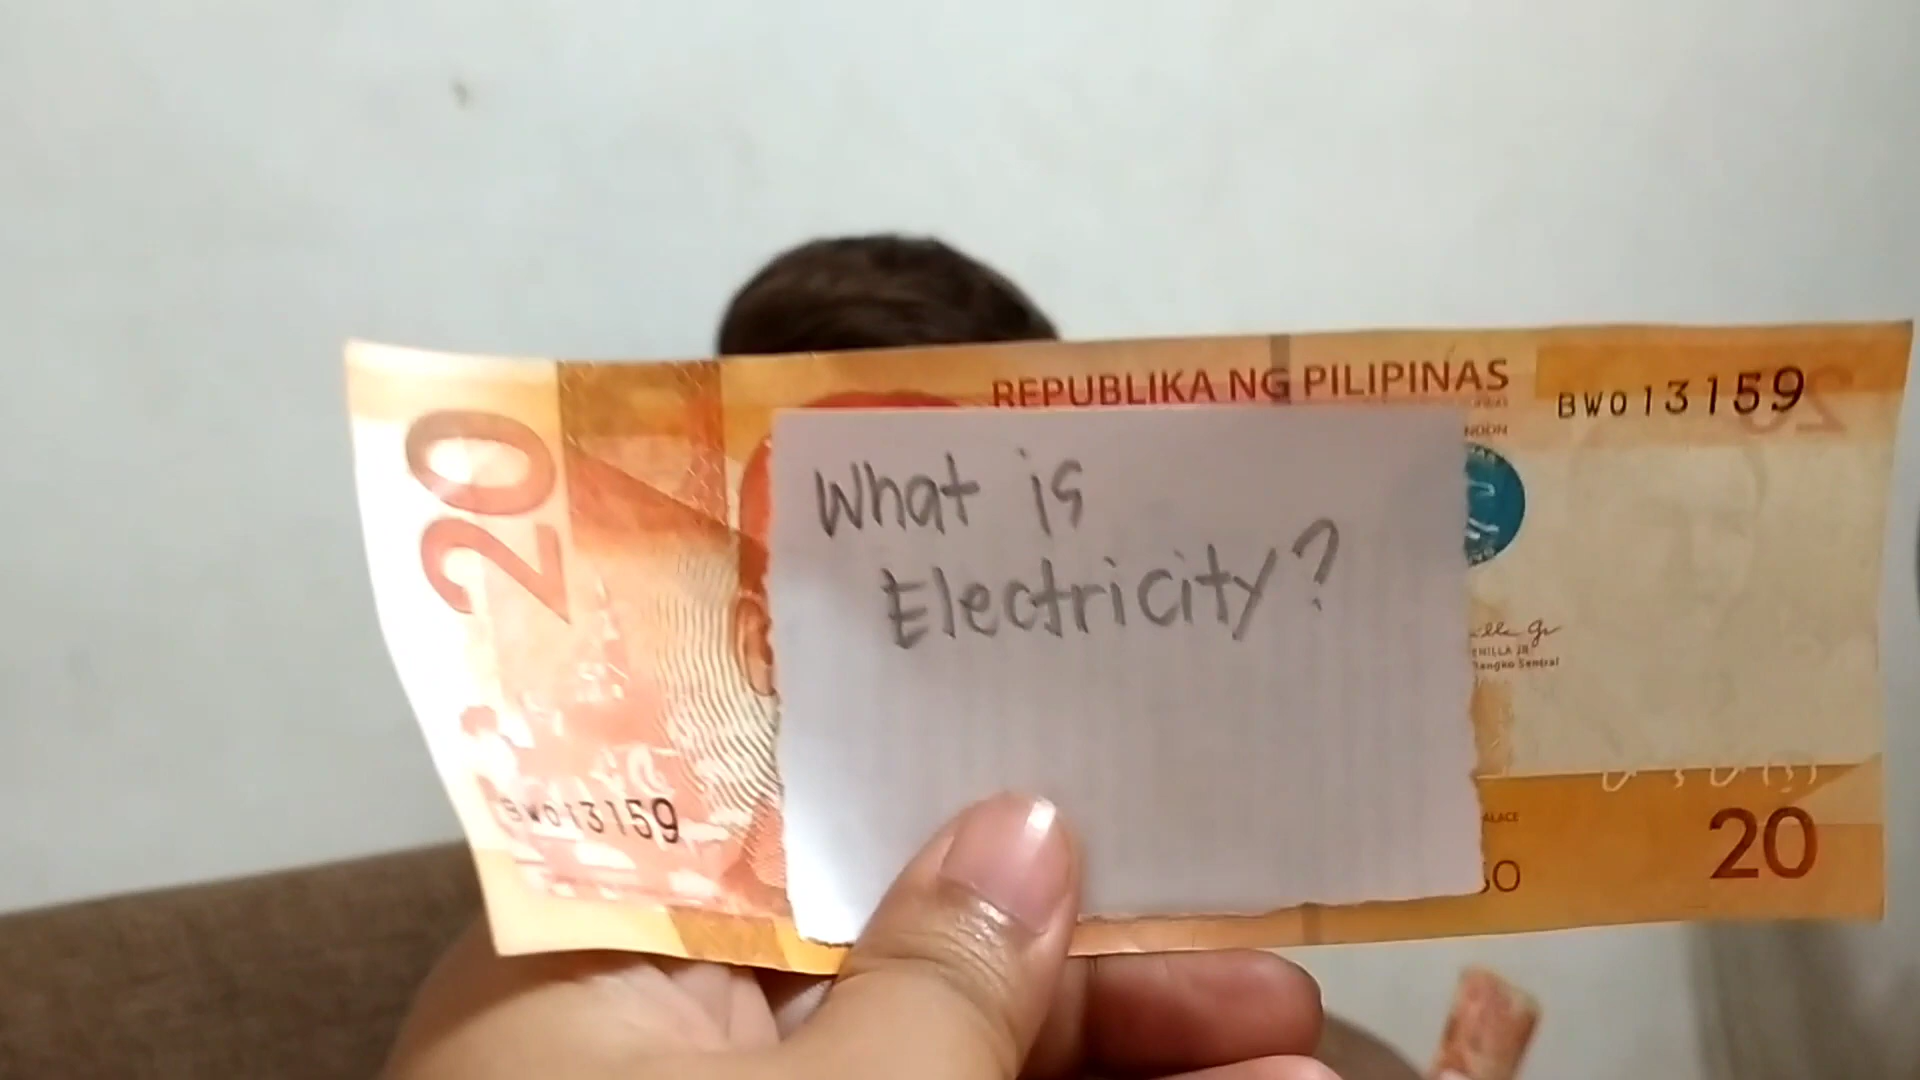 REPUBLIKA NG PILIPINAS
BW013159
20
What is
Electricity?
BW013159
20